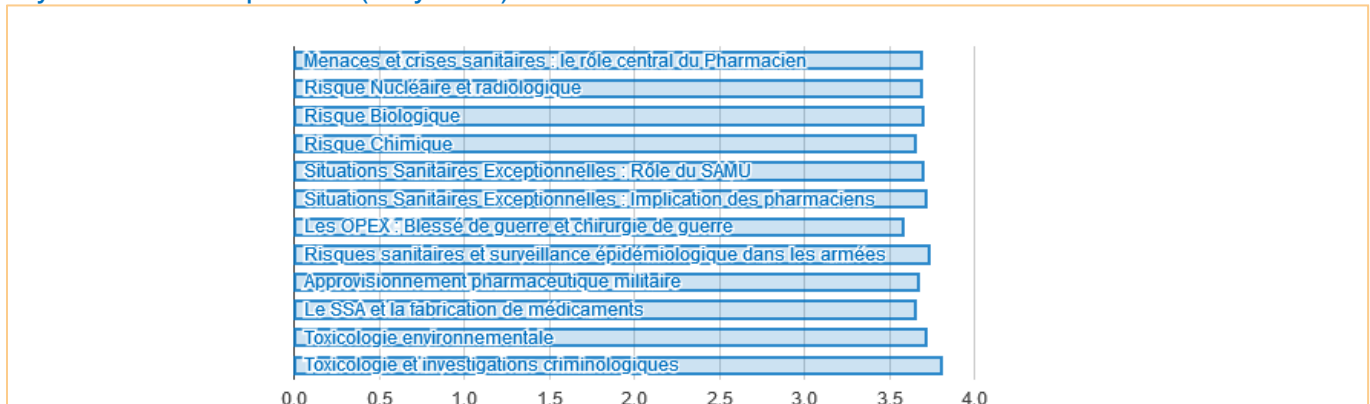 Menaces et crises sanitaires : le rôle central du Pharmacien
Risque Nucléaire et radiologique
Risque Biologique
Risque Chimique
Situations Sanitaires Exceptionnelles : Rôle du SAMU
Situations Sanitaires Exceptionnelles : Implication des pharmaciens
Les OPEX : Blessé de guerre et chirurgie de guerre
Risques sanitaires et surveillance épidémiologique dans les armées
Approvisionnement pharmaceutique militaire
Le SSA et la fabrication de médicaments
Toxicologie environnementale
Toxicologie et investigations criminologiques
0.0 0.5 1.0 1.5 2.0 2.5 3.0 3.5 4.0